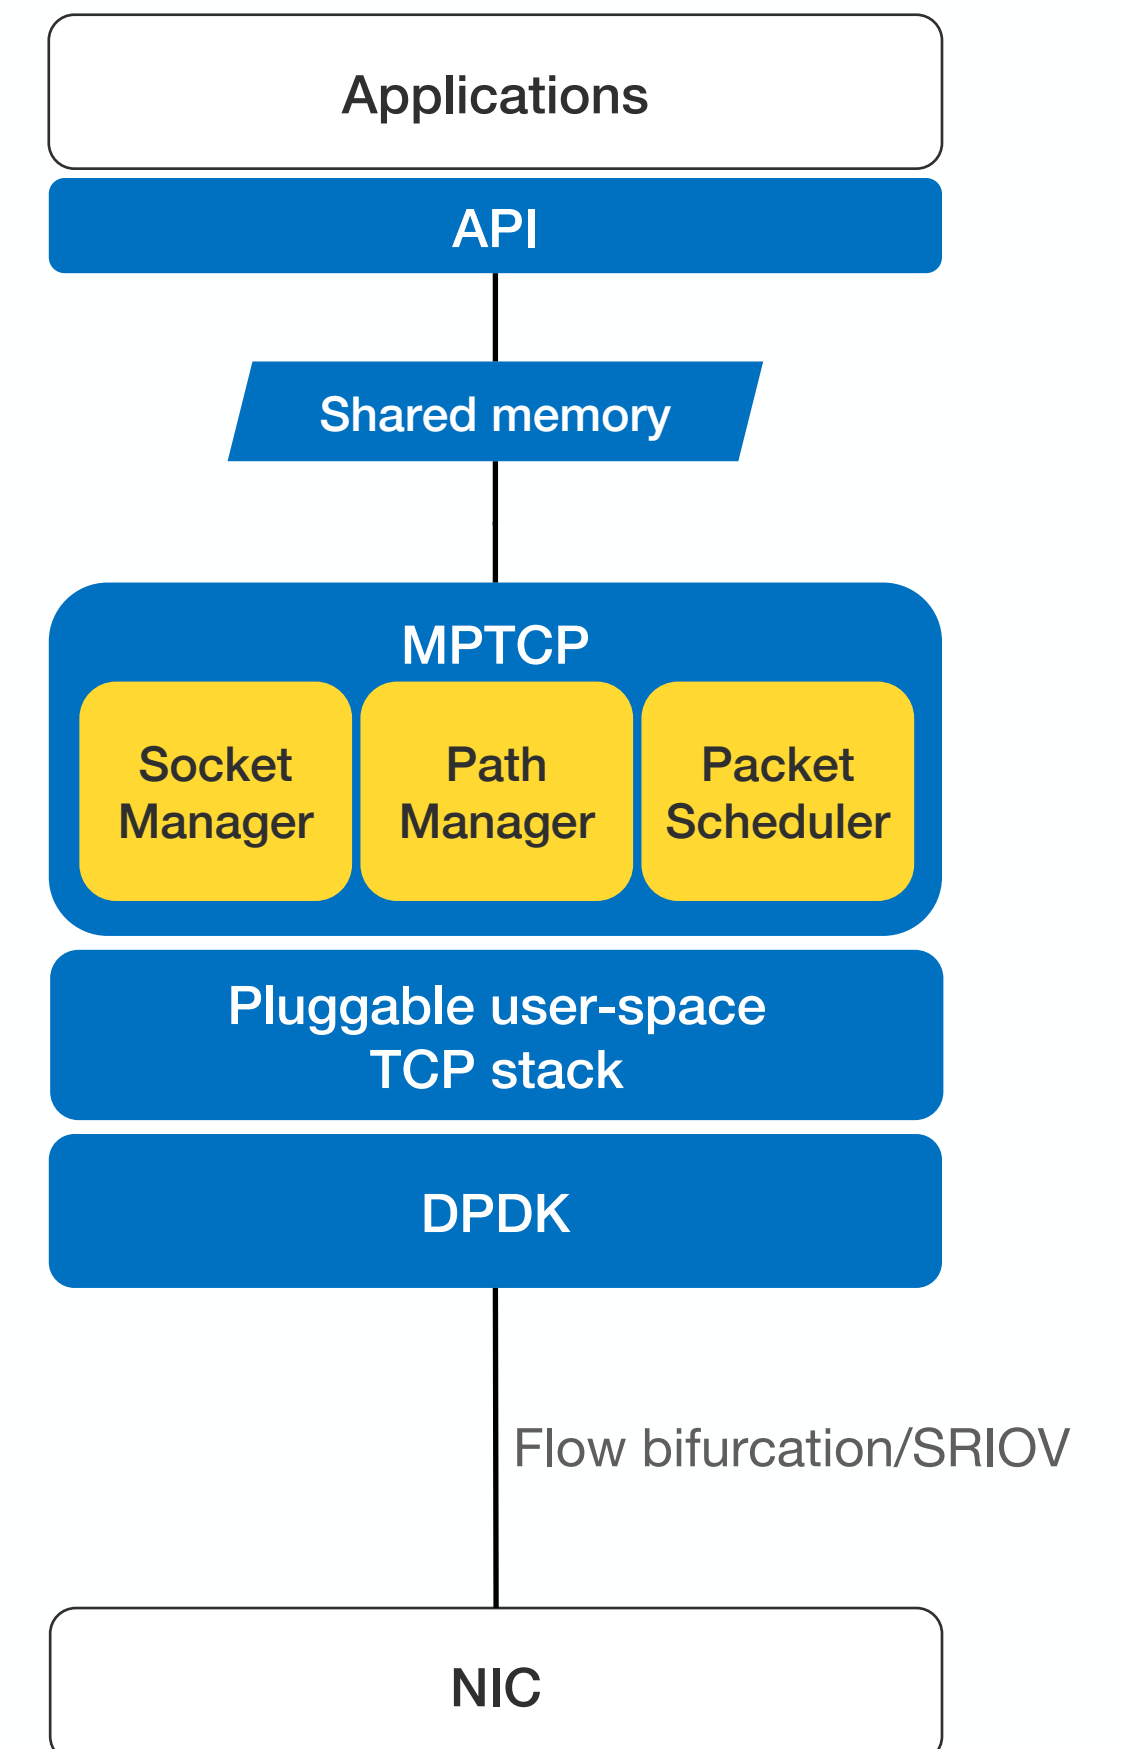 Applications
API
Shared memory
MPTCP
Socket
Manager
Path
Manager
Packet
Scheduler
Pluggable user-space
TCP stack
DPDK
Flow bifurcation/SRIOV
NIC